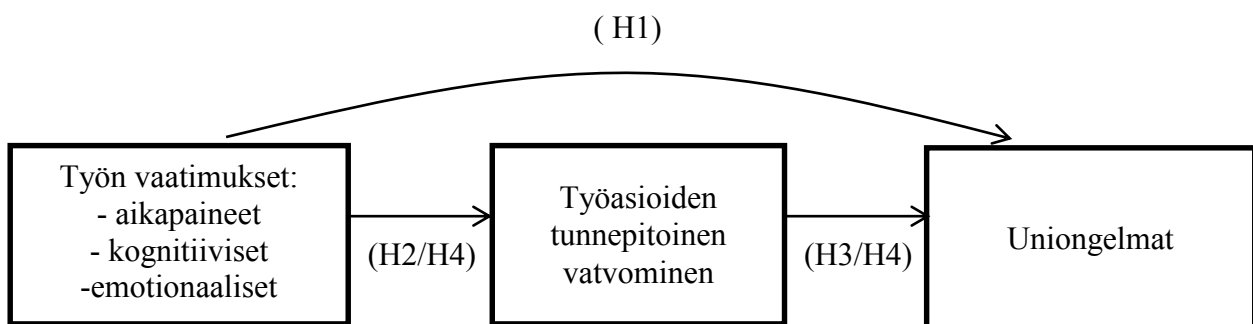 ( H1)
Työn vaatimukset:
- aikapaineet
- kognitiiviset
-emotionaaliset
(H2/H4)
Työasioiden
tunnepitoinen
vatvominen
(H3/H4)
Uniongelmat